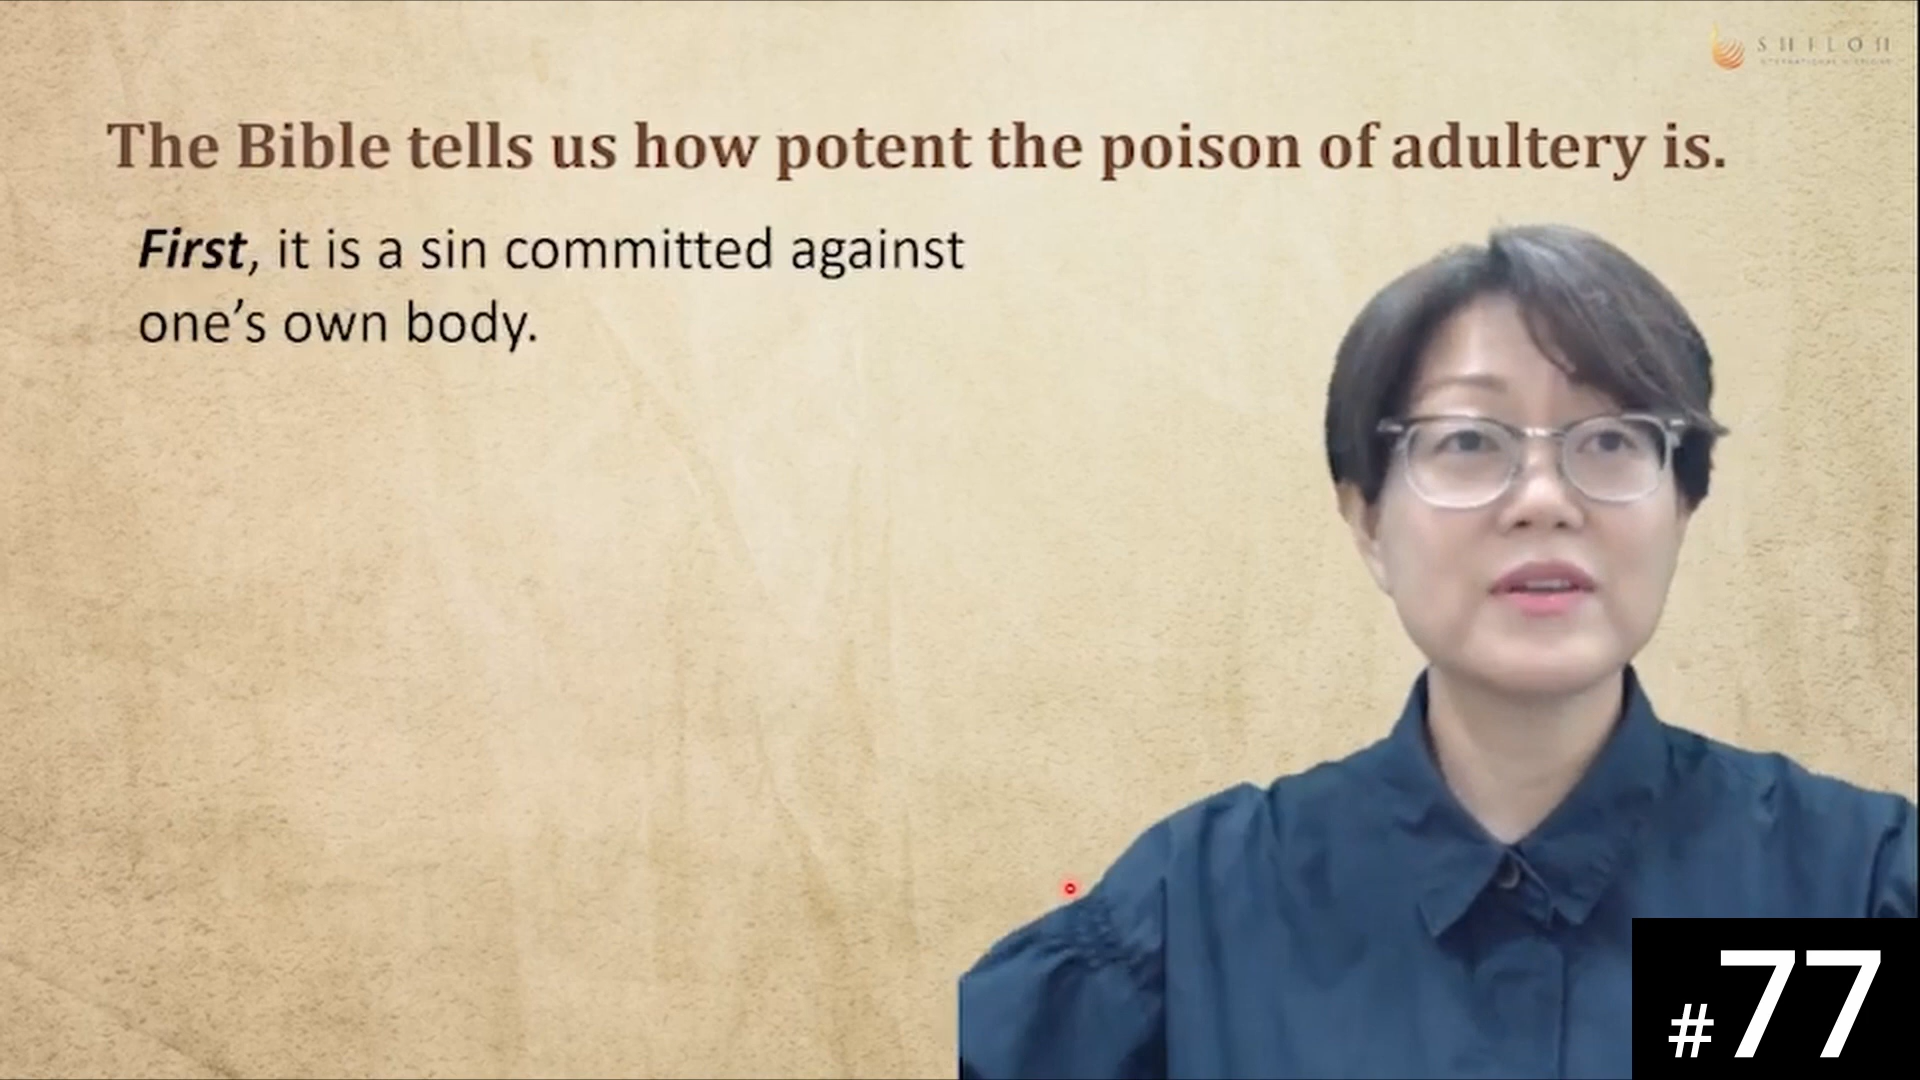 SHILOH
The Bible tells us how potent the poison of adultery is.
First, it is a sin committed against
one’s own body.
#77